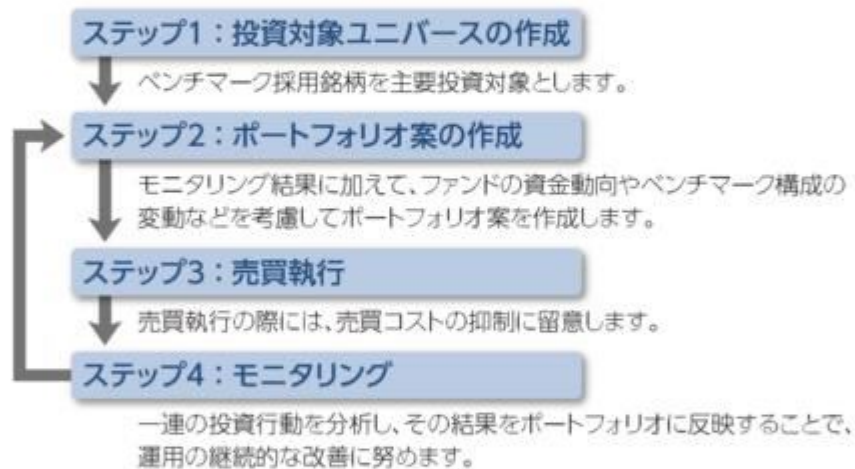 ステップ1：投資対象ユニバースの作成
ベンチマーク採用銘柄を主要投資対象とします。
ステップ2：ポートフォリオ案の作成
モニタリング結果に加えて、ファンドの資金動向やベンチマーク構成の
変動などを考慮してポートフォリオ案を作成します。
ステップ3：売買執行
売買執行の際には、売買コストの抑制に留意します。
ステップ4：モニタリング
一連の投資行動を分析し、その結果をポートフォリオに反映することで、
運用の継続的な改善に努めます。